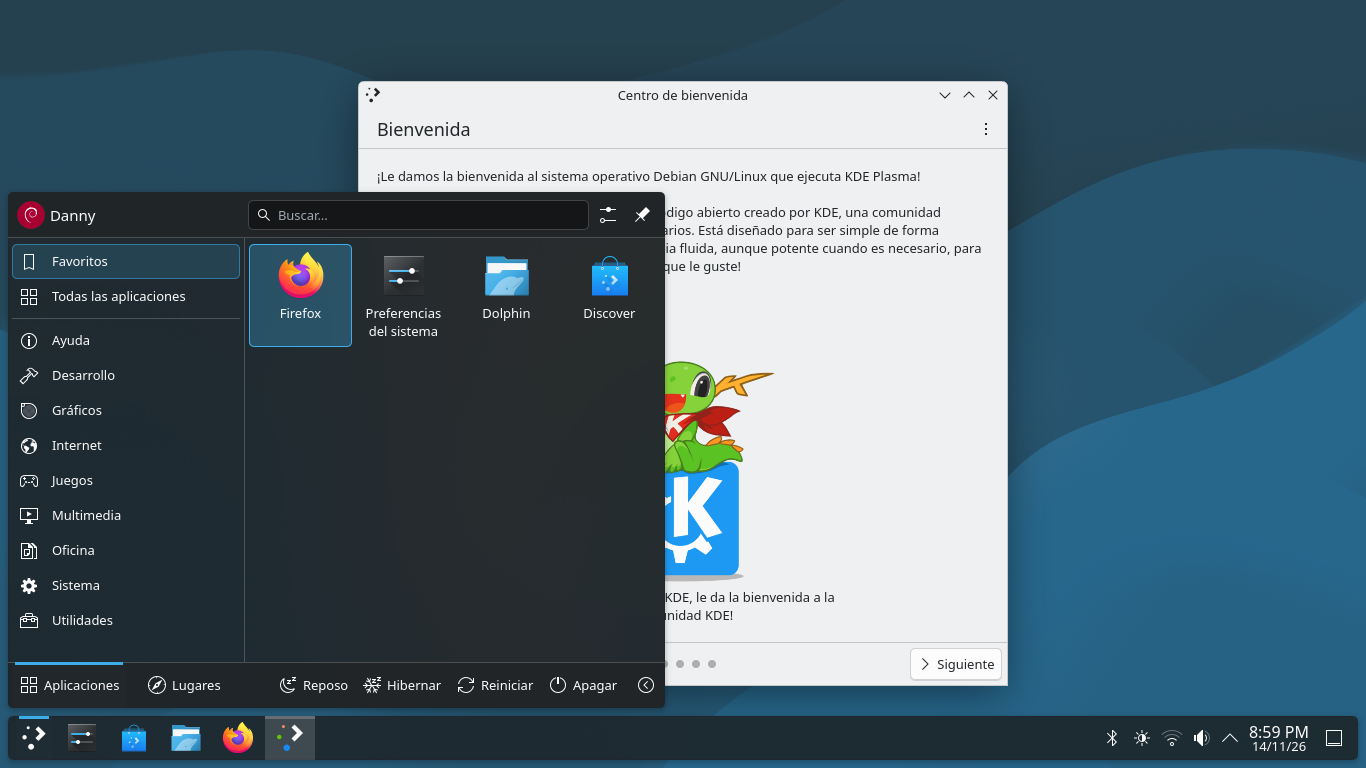 Centro de bienvenida
Bienvenida
¡Le damos la bienvenida al sistema operativo Debian GNU/Linux que ejecuta KDE Plasma!
abierto creado por KDE, una comunidad
Está diseñado para ser simple de forma
fluida, aunque potente cuando es necesario, para
que le guste!
K
KDE, le da la bienvenida a la
KDE!
Siguiente
Danny
Buscar...
Favoritos
Todas las aplicaciones
Ayuda
Desarrollo
Gráficos
Internet
Juegos
Multimedia
Oficina
Sistema
Utilidades
Firefox
Preferencias
del sistema
Dolphin
Discover
Aplicaciones
Lugares
Reposo
Hibernar
Reiniciar
Apagar
8:59 PM
14/11/26